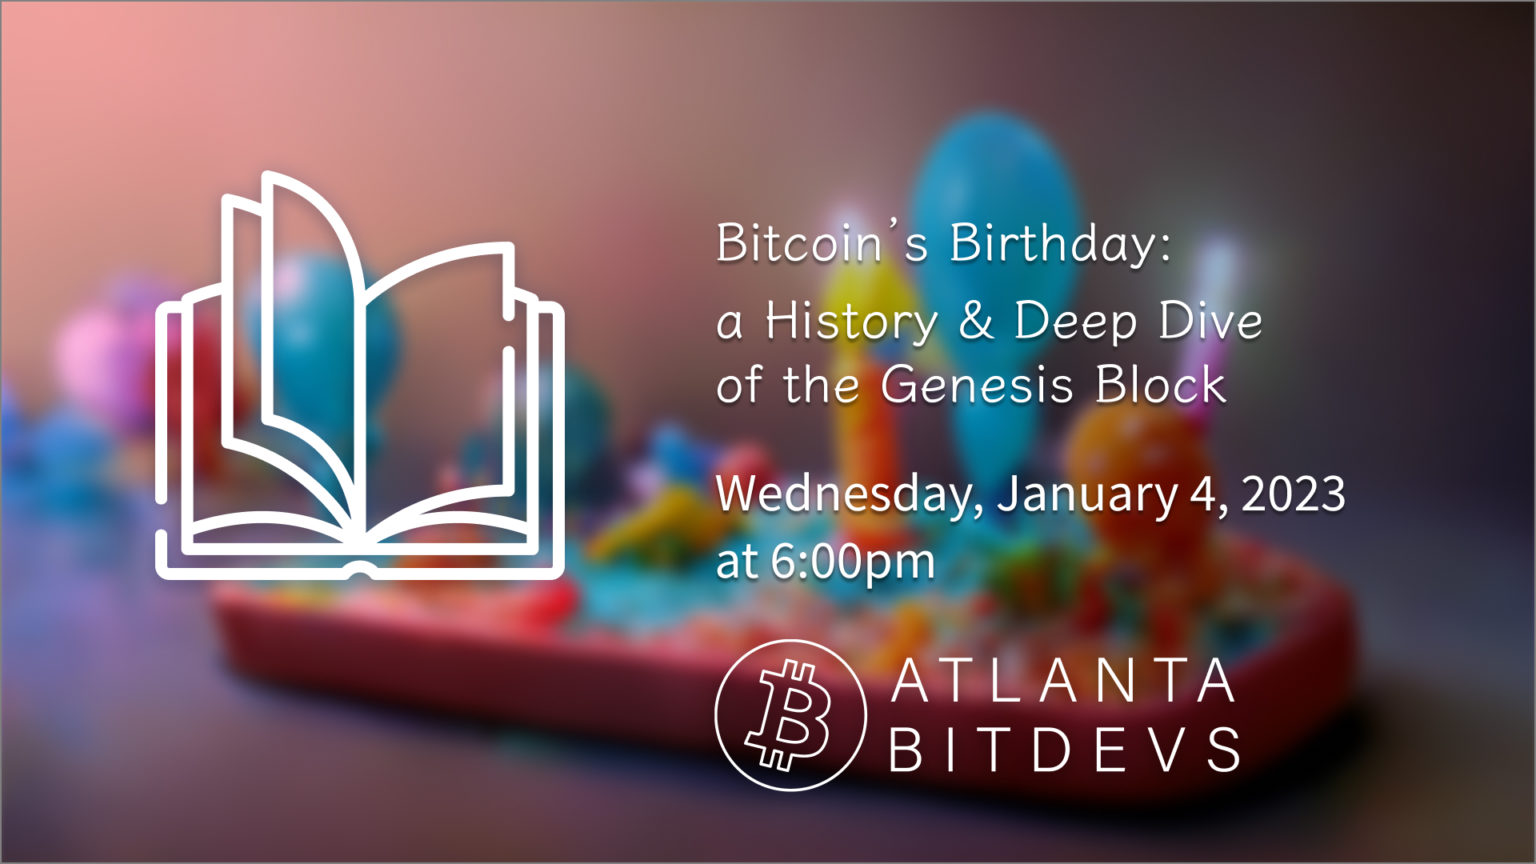 Bitcoin’s Birthday:
a History & Deep Dive
of the Genesis Block
Wednesday, January 4, 2023
at 6:00pm
ATLANTA
BITDEVS